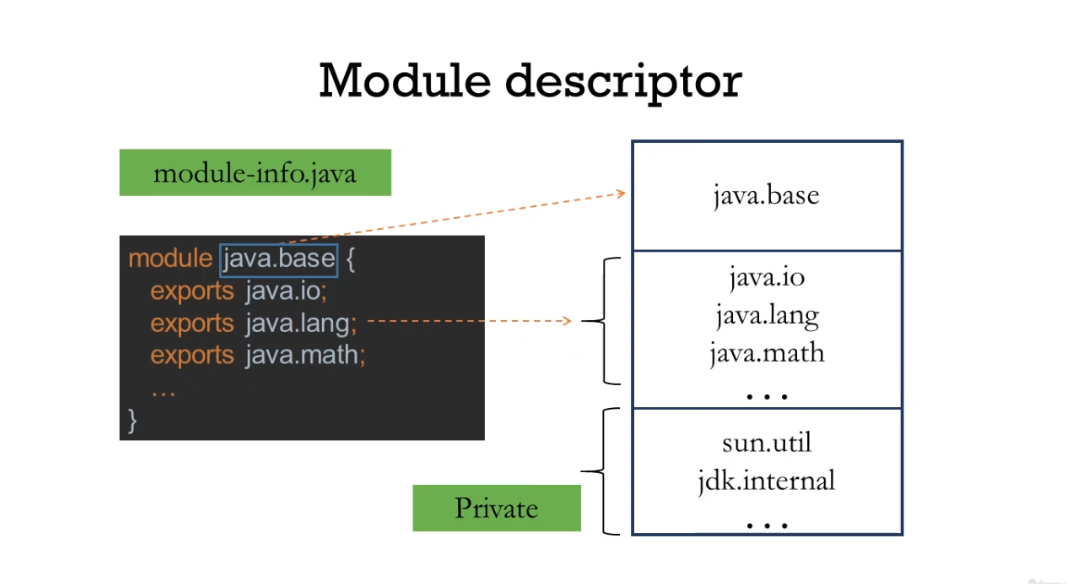 Module descriptor
module-info.java
module java.base {
exports java.io;
exports java.lang;
exports java.math;
...
}
java.base
java.io
java.lang
java.math
...
sun.util
jdk.internal
...
Private